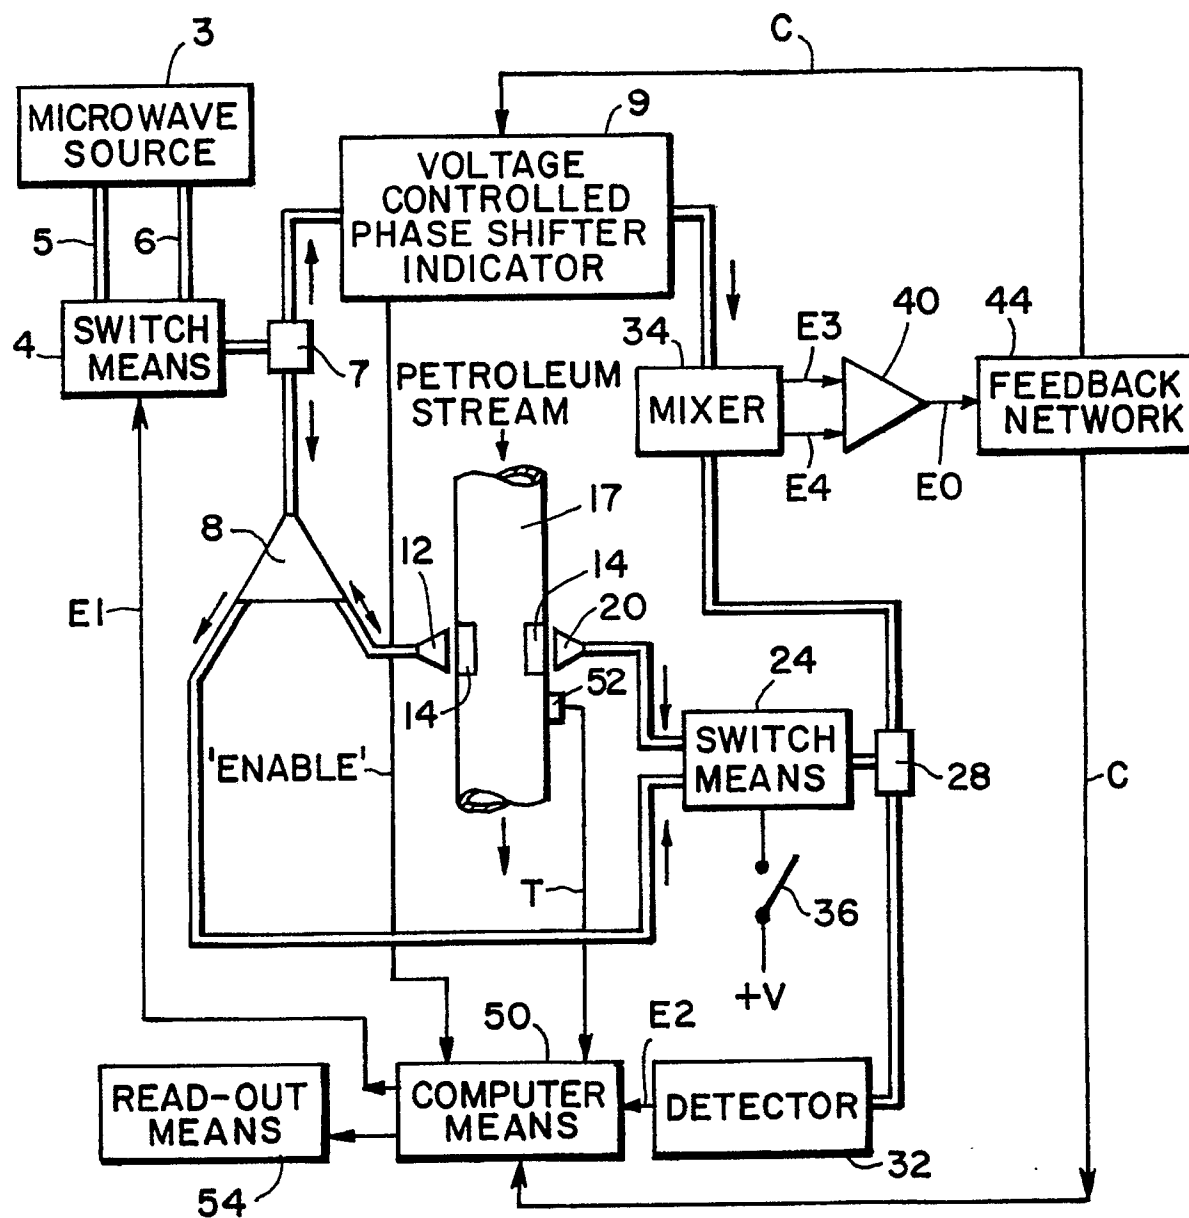 C
3
MICROWAVE
SOURCE
9
VOLTAGE
CONTROLLED
PHASE SHIFTER
INDICATOR
5
6
4
SWITCH
MEANS
7
34
MIXER
E3
E4
40
E0
44
FEEDBACK
NETWORK
PETROLEUM
STREAM
17
8
12
14
20
14
52
E1
'ENABLE'
24
SWITCH
MEANS
28
C
T
36
+V
50
COMPUTER
MEANS
E2
DETECTOR
32
READ-OUT
MEANS
54